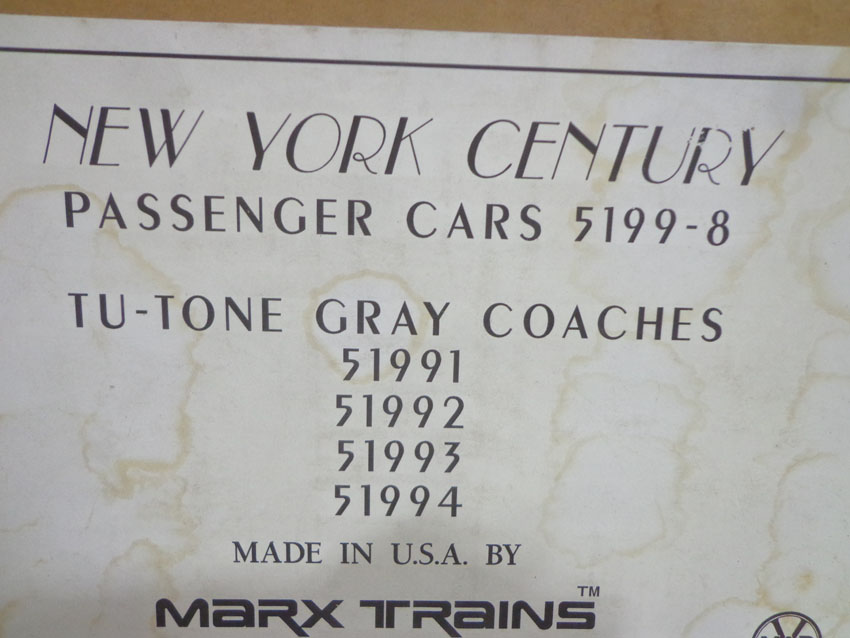 NEW YORK CENTURY
PASSENGER CARS 5199-8
TU-TONE GRAY COACHES
51991
51992
51993
51994
MADE IN U.S.A. BY
MARX TRAINS™